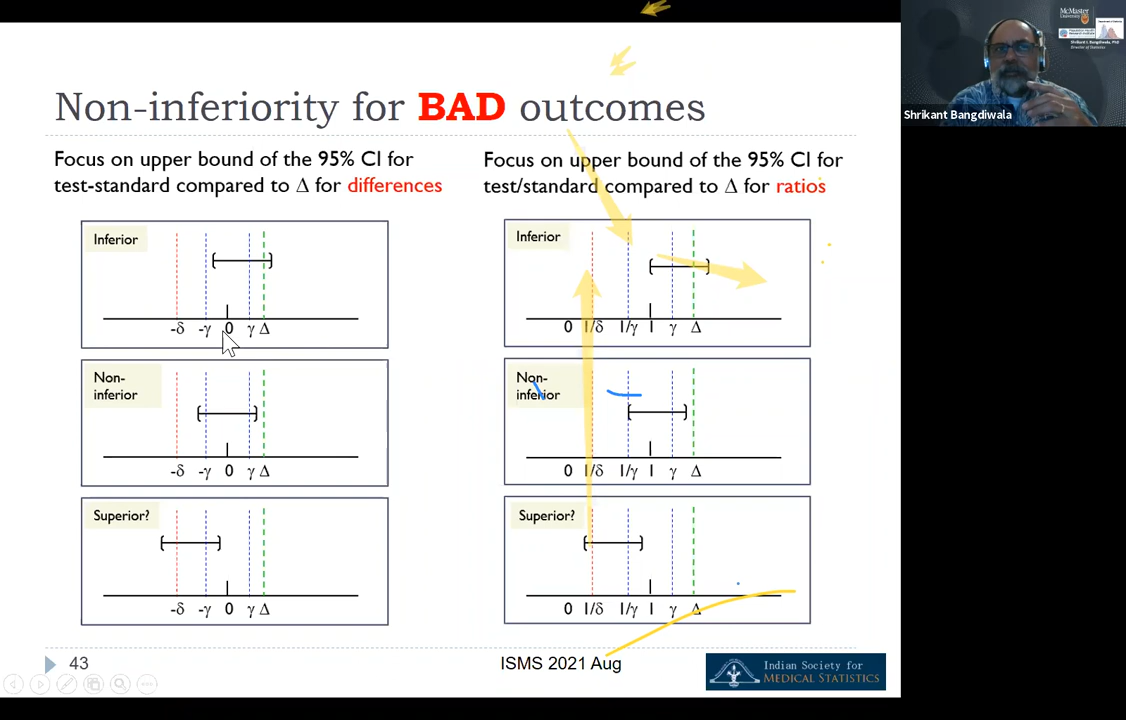 McMaster
University
Shrikant Bangdiwala
Non-inferiority for BAD outcomes
Focus on upper bound of the 95% CI for
test-standard compared to Δ for differences
Inferior
-δ -γ 0 γ Δ
Non-
inferior
-δ -γ 0 γ Δ
Superior?
-δ -γ 0 γ Δ
Focus on upper bound of the 95% CI for
test/standard compared to Δ for ratios
Inferior
0 1/δ 1/γ 1 γ Δ
Non-
inferior
0 1/δ 1/γ 1 γ Δ
Superior?
0 1/δ 1/γ 1 γ Δ
43
ISMS 2021 Aug
Indian Society for
MEDICAL STATISTICS